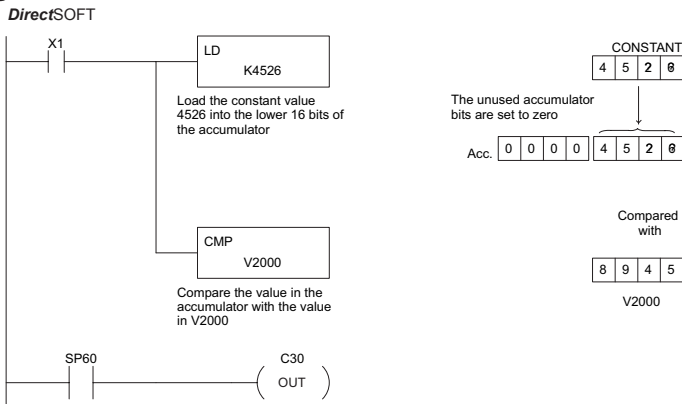 DirectSOFT
X1
LD
K4526
Load the constant value
4526 into the lower 16 bits of
the accumulator
CMP
V2000
Compare the value in the
accumulator with the value
in V2000
SP60
C30
OUT
CONSTANT
4 5 2 6
The unused accumulator
bits are set to zero
Acc. 0 0 0 0 4 5 2 6
Compared
with
8 9 4 5
V2000